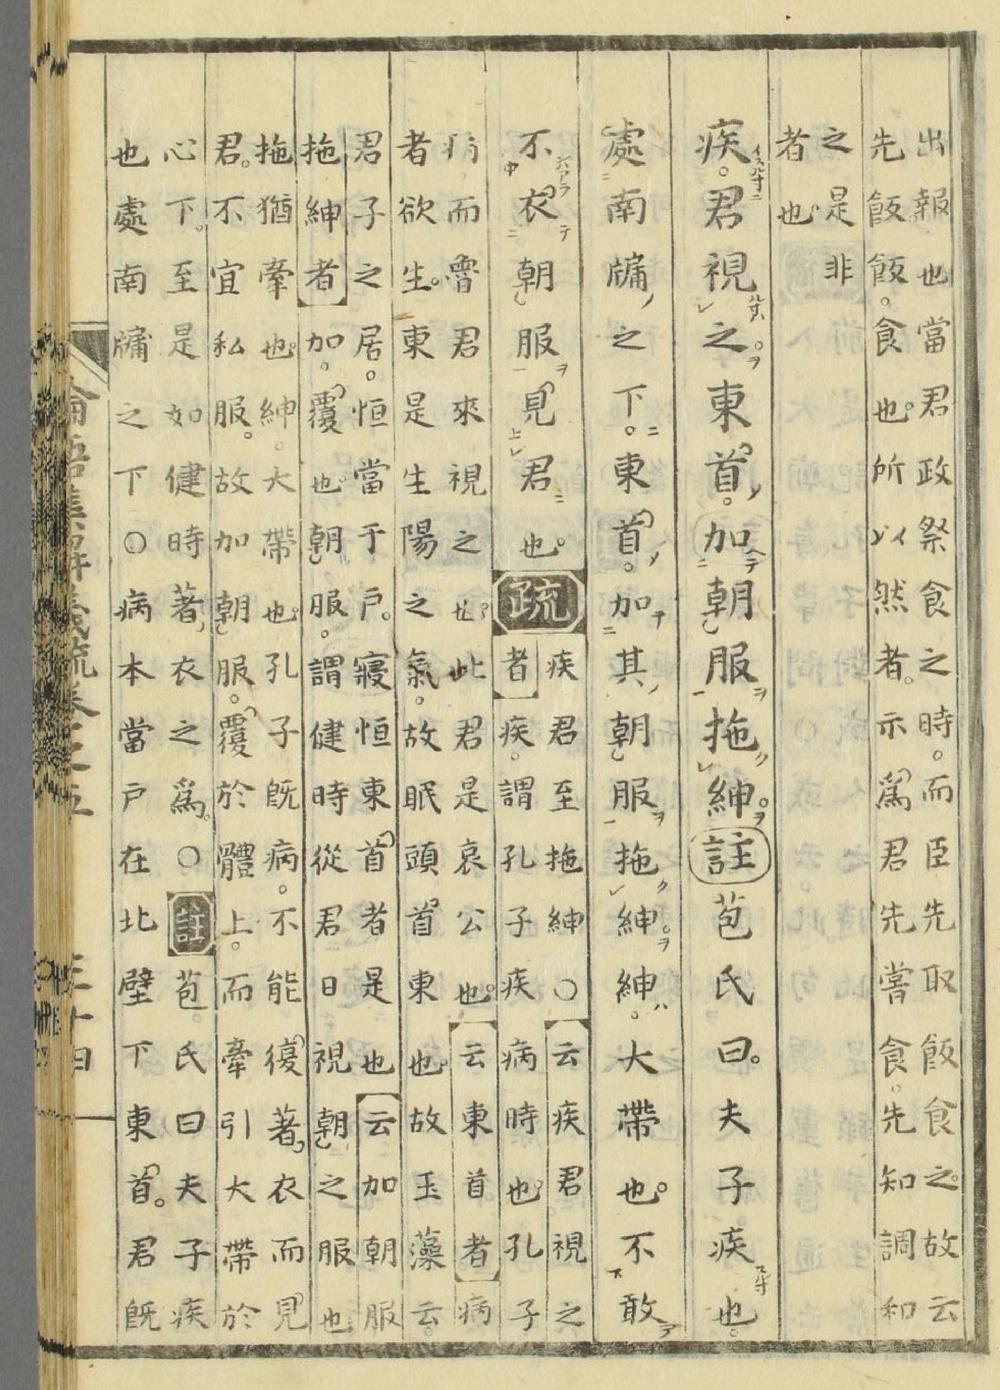 出報也當君政祭食之時而臣先取飯食之故云
先飯飯食也所以然者示爲君先嘗食先知調和
之是非
者也
疾君視之東首加朝服拖紳註苞氏曰夫子疾也
處南牖之下東首加其朝服拖紳紳大帶也不敢
不衣朝服見君也疏
疾君至拖紳○云疾君視之
者疾謂孔子疾病時也孔子
病而魯君來視之也此君是哀公也云東首者病
者欲生東是生陽之氣故眠頭首東也故玉藻云
君子之居恒當于戶寢恒東首者是也云加朝服
拖紳者加覆也朝服謂健時從君日視朝之服也
拖猶牽也紳大帶也孔子既病不能復著衣而見
君不宜私服故加朝服覆於體上而牽引大帶於
心下至是如健時著衣之爲○註苞氏曰夫子疾
也處南牖之下○病本當戶在北壁下東首君既